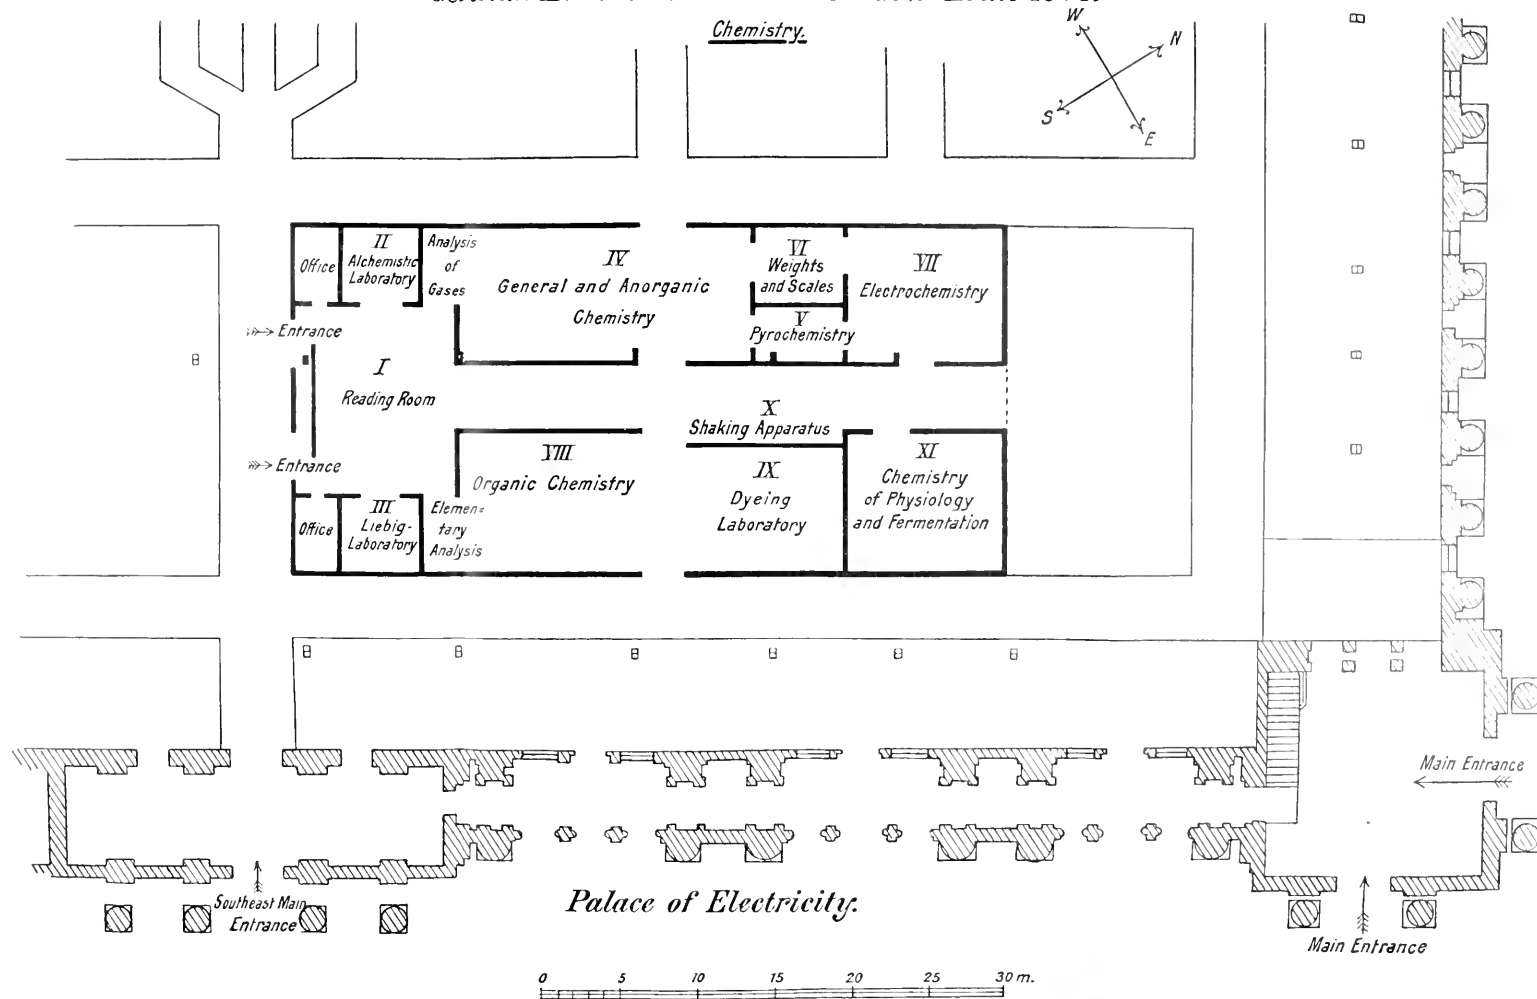 Chemistry.
W
N
S
E
II
Alchemistic
Laboratory
Office
Analysis
of
Gases
IV
General and Anorganic
Chemistry
VI
Weights
and Scales
V
Pyrochemistry
VII
Electrochemistry
Entrance
I
Reading Room
X
Shaking Apparatus
Entrance
VIII
Organic Chemistry
IX
Dyeing
Laboratory
XI
Chemistry
of Physiology
and Fermentation
Office
III
Liebig-
Laboratory
Elemen=
tary
Analysis
Main Entrance
Southeast Main
Entrance
Palace of Electricity.
Main Entrance
0 5 10 15 20 25 30 m.